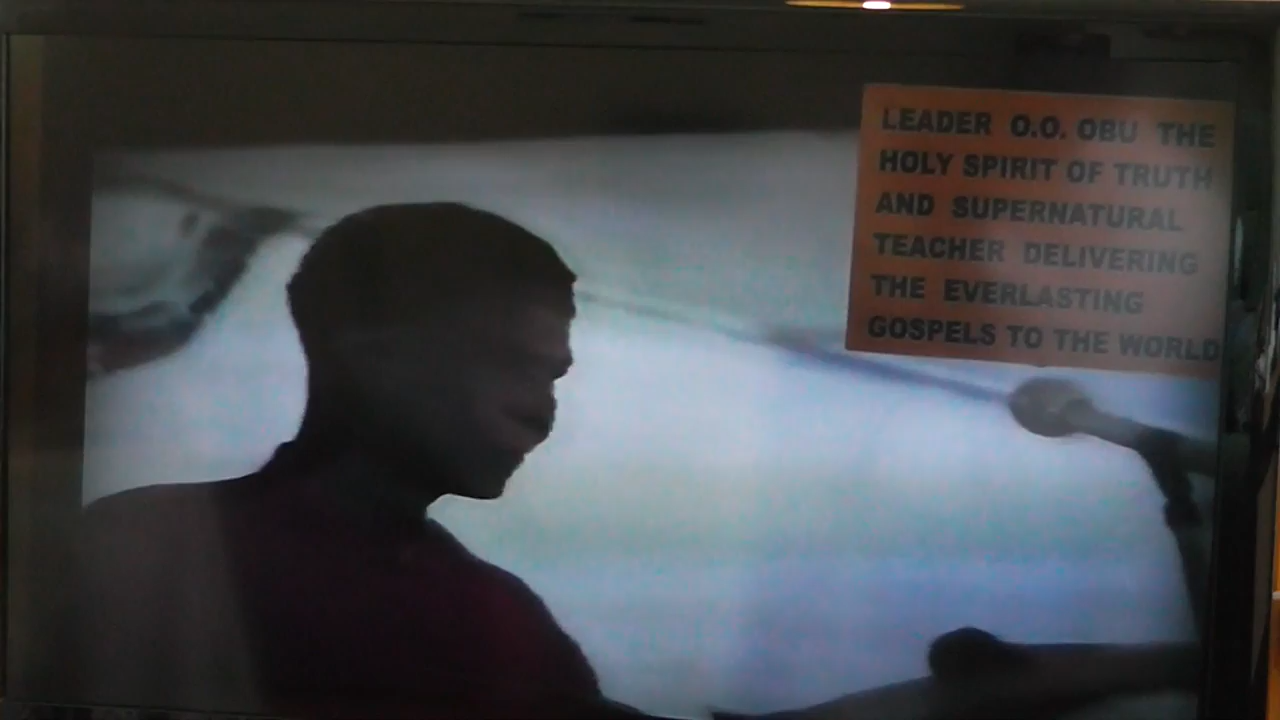 LEADER O.O. OBU THE
HOLY SPIRIT OF TRUTH
AND SUPERNATURAL
TEACHER DELIVERING
THE EVERLASTING
GOSPELS TO THE WORLD